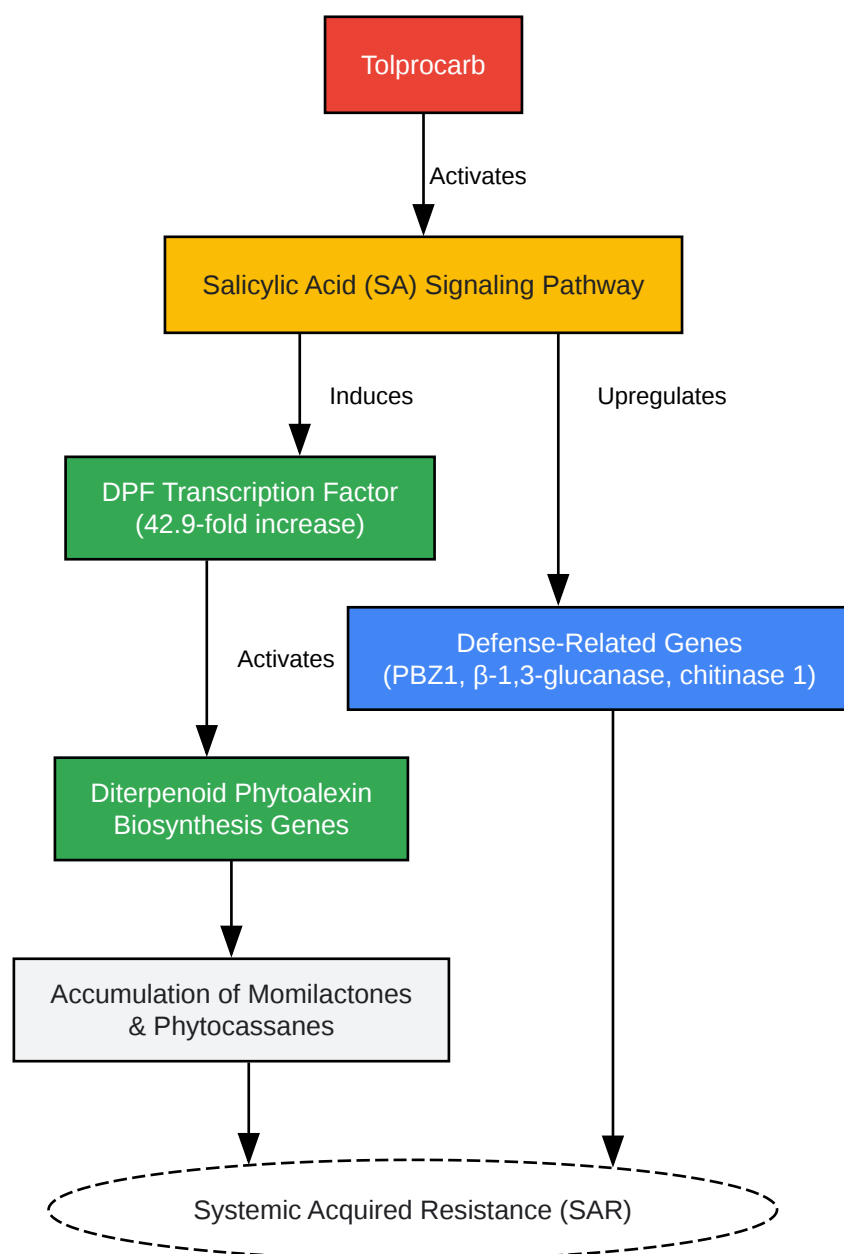 Tolprocarb
Activates
Salicylic Acid (SA) Signaling Pathway
Induces
Upregulates
DPF Transcription Factor
(42.9-fold increase)
Defense-Related Genes
(PBZ1, β-1,3-glucanase, chitinase 1)
Activates
Diterpenoid Phytoalexin
Biosynthesis Genes
Accumulation of Momilactones
& Phytocassanes
Systemic Acquired Resistance (SAR)